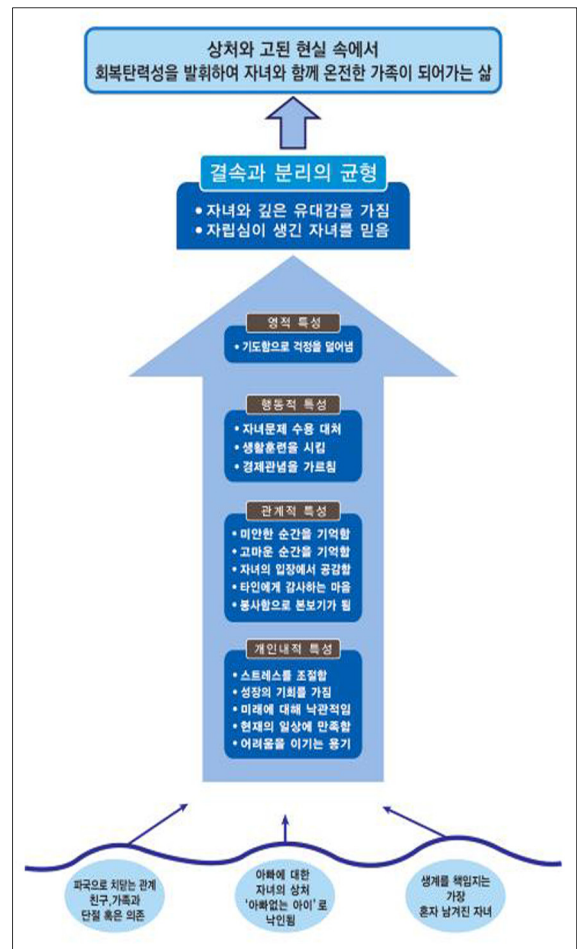 상처와 고된 현실 속에서
회복탄력성을 발휘하여 자녀와 함께 온전한 가족이 되어가는 삶
결속과 분리의 균형
• 자녀와 깊은 유대감을 가짐
• 자립심이 생긴 자녀를 믿음
영적 특성
• 기도함으로 걱정을 덜어냄
행동적 특성
• 자녀문제 수용 대처
• 생활훈련을 시킴
• 경제관념을 가르침
관계적 특성
• 미안한 순간을 기억함
• 고마운 순간을 기억함
• 자녀의 입장에서 공감함
• 타인에게 감사하는 마음
• 봉사함으로 본보기가 됨
개인내적 특성
• 스트레스를 조절함
• 성장의 기회를 가짐
• 미래에 대해 낙관적임
• 현재의 일상에 만족함
• 어려움을 이기는 용기
파국으로 치닫는 관계
친구,가족과
단절 혹은 의존
아빠에 대한
자녀의 상처
‘아빠없는 아이’로
낙인됨
생계를 책임지는
가장
혼자 남겨진 자녀